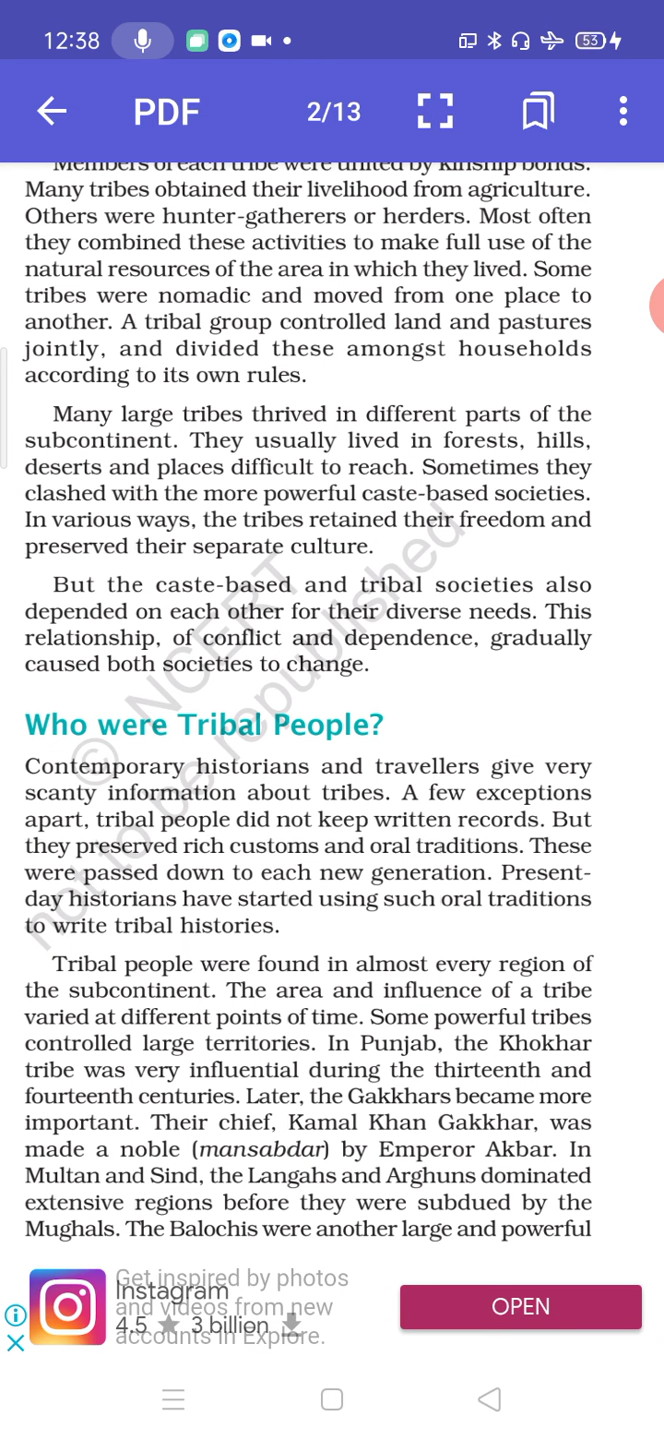 12:38
53
PDF
2/13
Members of each tribe were united by kinship bonds.
Many tribes obtained their livelihood from agriculture.
Others were hunter-gatherers or herders. Most often
they combined these activities to make full use of the
natural resources of the area in which they lived. Some
tribes were nomadic and moved from one place to
another. A tribal group controlled land and pastures
jointly, and divided these amongst households
according to its own rules.
Many large tribes thrived in different parts of the
subcontinent. They usually lived in forests, hills,
deserts and places difficult to reach. Sometimes they
clashed with the more powerful caste-based societies.
In various ways, the tribes retained their freedom and
preserved their separate culture.
But the caste-based and tribal societies also
depended on each other for their diverse needs. This
relationship, of conflict and dependence, gradually
caused both societies to change.
Who were Tribal People?
Contemporary historians and travellers give very
scanty information about tribes. A few exceptions
apart, tribal people did not keep written records. But
they preserved rich customs and oral traditions. These
were passed down to each new generation. Present-
day historians have started using such oral traditions
to write tribal histories.
Tribal people were found in almost every region of
the subcontinent. The area and influence of a tribe
varied at different points of time. Some powerful tribes
controlled large territories. In Punjab, the Khokhar
tribe was very influential during the thirteenth and
fourteenth centuries. Later, the Gakkhars became more
important. Their chief, Kamal Khan Gakkhar, was
made a noble (mansabdar) by Emperor Akbar. In
Multan and Sind, the Langahs and Arghuns dominated
extensive regions before they were subdued by the
Mughals. The Balochis were another large and powerful
© NCERT
not to be republished
Get inspired by photos
and videos from new
accounts in Explore.
Instagram
4.5 ★ 3 billion
OPEN